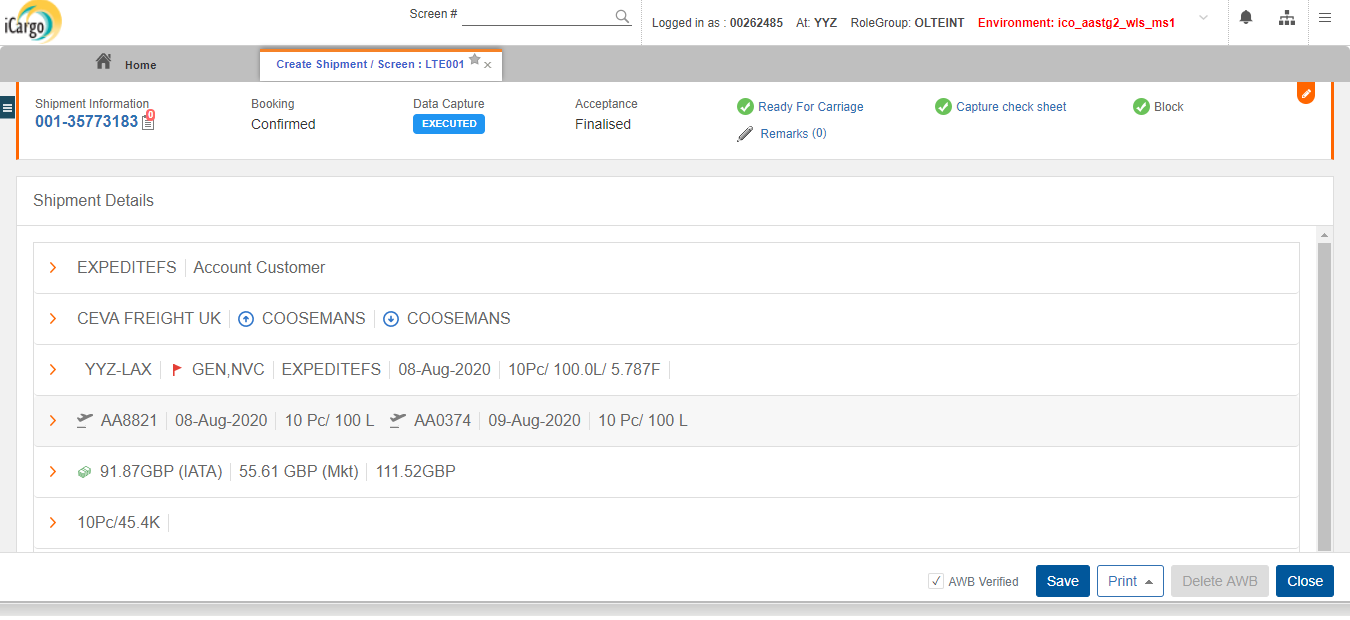 iCargo
Screen #
Logged in as : 00262485 At: YYZ RoleGroup: OLTEINT Environment: ico_aastg2_wls_ms1
Home
Create Shipment / Screen : LTE001 ×
Shipment Information Booking Data Capture Acceptance Ready For Carriage Capture check sheet Block
001-35773183 0 Confirmed EXECUTED Finalised Remarks (0)
Shipment Details
EXPEDITEFS Account Customer
CEVA FREIGHT UK COOSEMANS COOSEMANS
YYZ-LAX GEN,NVC EXPEDITEFS 08-Aug-2020 10Pc/ 100.0L/ 5.787F
AA8821 08-Aug-2020 10 Pc/ 100 L AA0374 09-Aug-2020 10 Pc/ 100 L
91.87GBP (IATA) 55.61 GBP (Mkt) 111.52GBP
10Pc/45.4K
AWB Verified Save Print Delete AWB Close